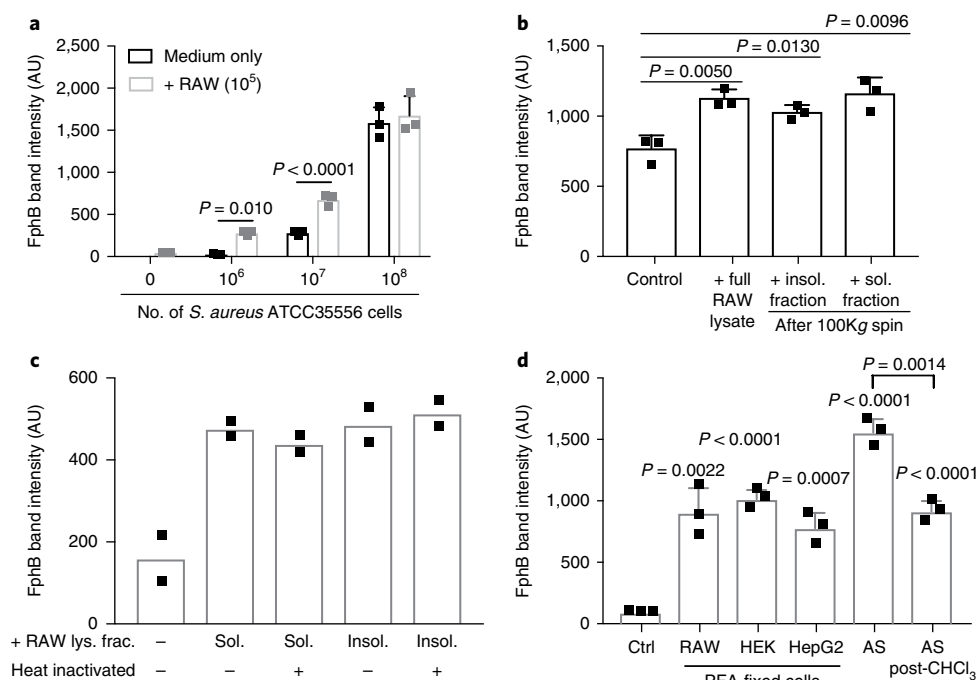 a
FphB band intensity (AU)
2,500
2,000
1,500
1,000
500
0
Medium only
+ RAW (10⁵)
P = 0.010
P < 0.0001
0
10⁶
10⁷
10⁸
No. of S. aureus ATCC35556 cells
b
FphB band intensity (AU)
1,500
1,000
500
0
P = 0.0096
P = 0.0130
P = 0.0050
Control
+ full
RAW
lysate
+ insol.
fraction
+ sol.
fraction
After 100Kg spin
c
FphB band intensity (AU)
600
400
200
0
+ RAW lys. frac. – Sol. Sol. Insol. Insol.
Heat inactivated – – + – +
d
FphB band intensity (AU)
2,000
1,500
1,000
500
0
P = 0.0014
P < 0.0001
P < 0.0001
P = 0.0022
P = 0.0007
P < 0.0001
Ctrl
RAW
HEK
HepG2
AS
AS
post-CHCl₃
PFA-fixed cells